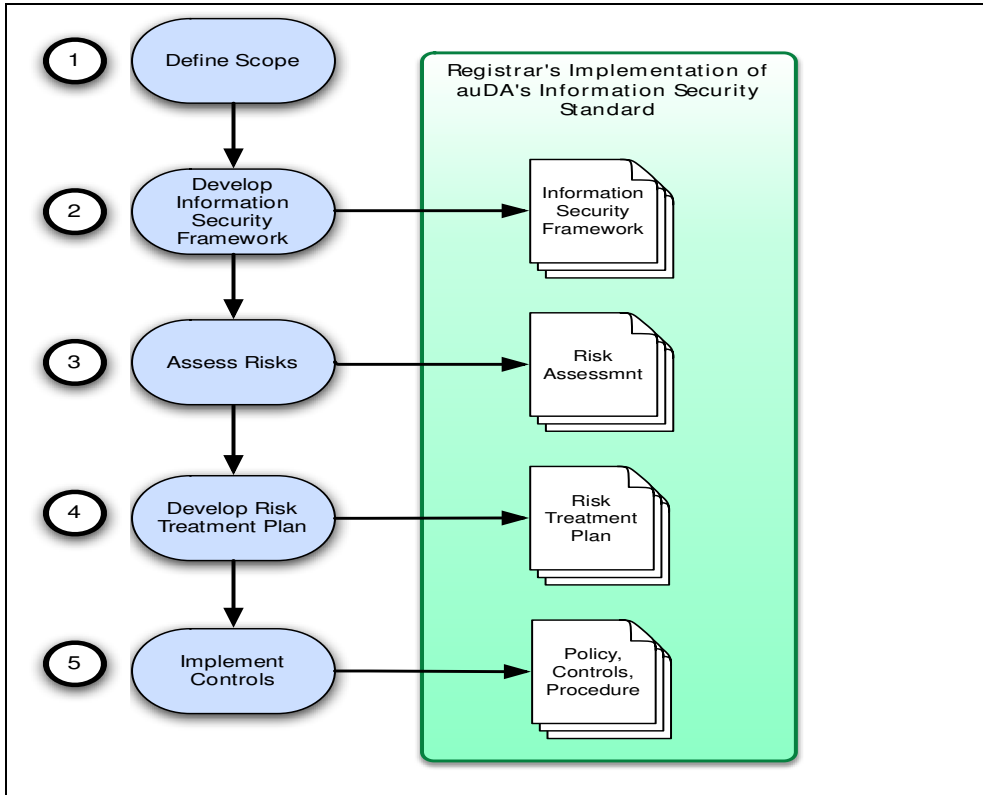 1
Define Scope
Registrar's Implementation of
auDA's Information Security
Standard
2
Develop
Information
Security
Framework
Information
Security
Framework
3
Assess Risks
Risk
Assessmnt
4
Develop Risk
Treatment Plan
Risk
Treatment
Plan
5
Implement
Controls
Policy,
Controls,
Procedure